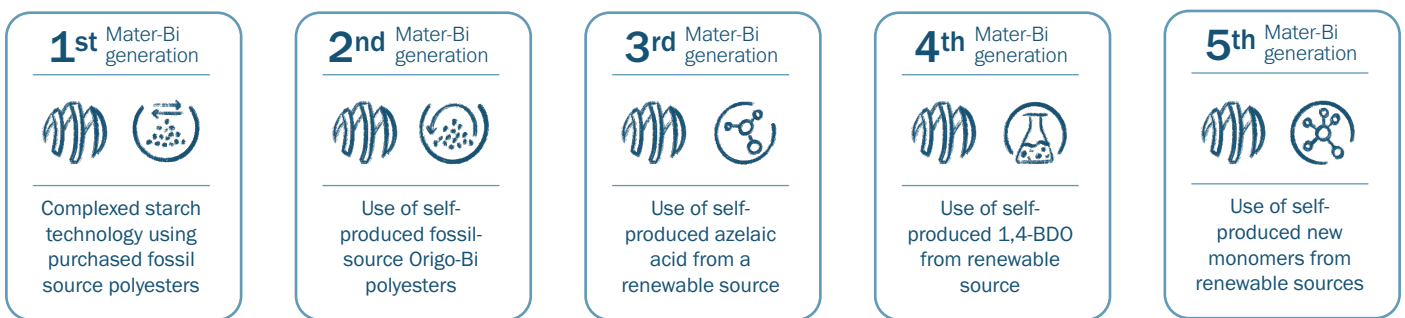 1st Mater-Bi
generation
Complexed starch
technology using
purchased fossil
source polyesters
2nd Mater-Bi
generation
Use of self-
produced fossil-
source Origo-Bi
polyesters
3rd Mater-Bi
generation
Use of self-
produced azelaic
acid from a
renewable source
4th Mater-Bi
generation
Use of self-
produced 1,4-BDO
from renewable
source
5th Mater-Bi
generation
Use of self-
produced new
monomers from
renewable sources